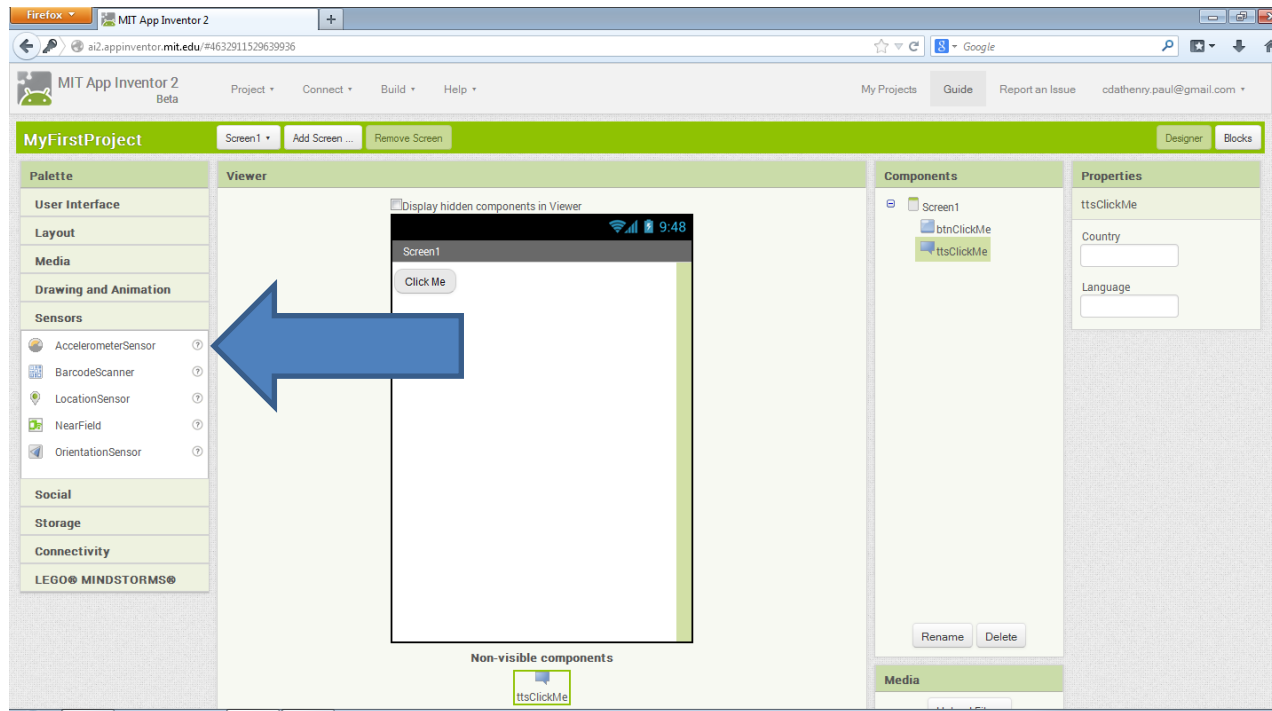 Firefox
MIT App Inventor 2
+
ai2.appinventor.mit.edu/#4632911529639936
8 Google
MIT App Inventor 2
Beta
Project Connect Build Help
My Projects Guide Report an Issue cdathenry.paul@gmail.com
MyFirstProject
Screen1 Add Screen ... Remove Screen
Designer Blocks
Palette
User Interface
Layout
Media
Drawing and Animation
Sensors
AccelerometerSensor ?
BarcodeScanner ?
LocationSensor ?
NearField ?
OrientationSensor ?
Social
Storage
Connectivity
LEGO® MINDSTORMS®
Viewer
Display hidden components in Viewer
9:48
Screen1
Click Me
Non-visible components
ttsClickMe
Components
Screen1
btnClickMe
ttsClickMe
Rename Delete
Media
Properties
ttsClickMe
Country
Language